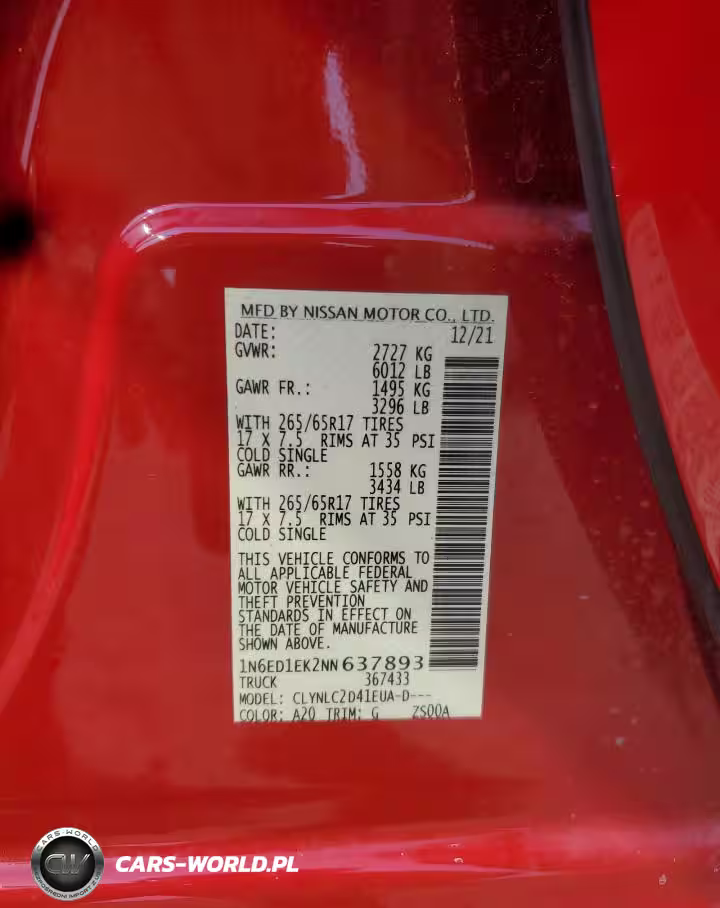 MFD BY NISSAN MOTOR CO., LTD.
DATE: 12/21
GVWR: 2727 KG
6012 LB
GAWR FR.: 1495 KG
3296 LB
WITH 265/65R17 TIRES
17 X 7.5 RIMS AT 35 PSI
COLD SINGLE
GAWR RR.: 1558 KG
3434 LB
WITH 265/65R17 TIRES
17 X 7.5 RIMS AT 35 PSI
COLD SINGLE
THIS VEHICLE CONFORMS TO
ALL APPLICABLE FEDERAL
MOTOR VEHICLE SAFETY AND
THEFT PREVENTION
STANDARDS IN EFFECT ON
THE DATE OF MANUFACTURE
SHOWN ABOVE.
1N6ED1EK2NN637893
TRUCK 367433
MODEL: CLYNLC2D41EUA-D---
COLOR: A20 TRIM: G ZS00A
CARS-WORLD
CW
CARS-WORLD.PL